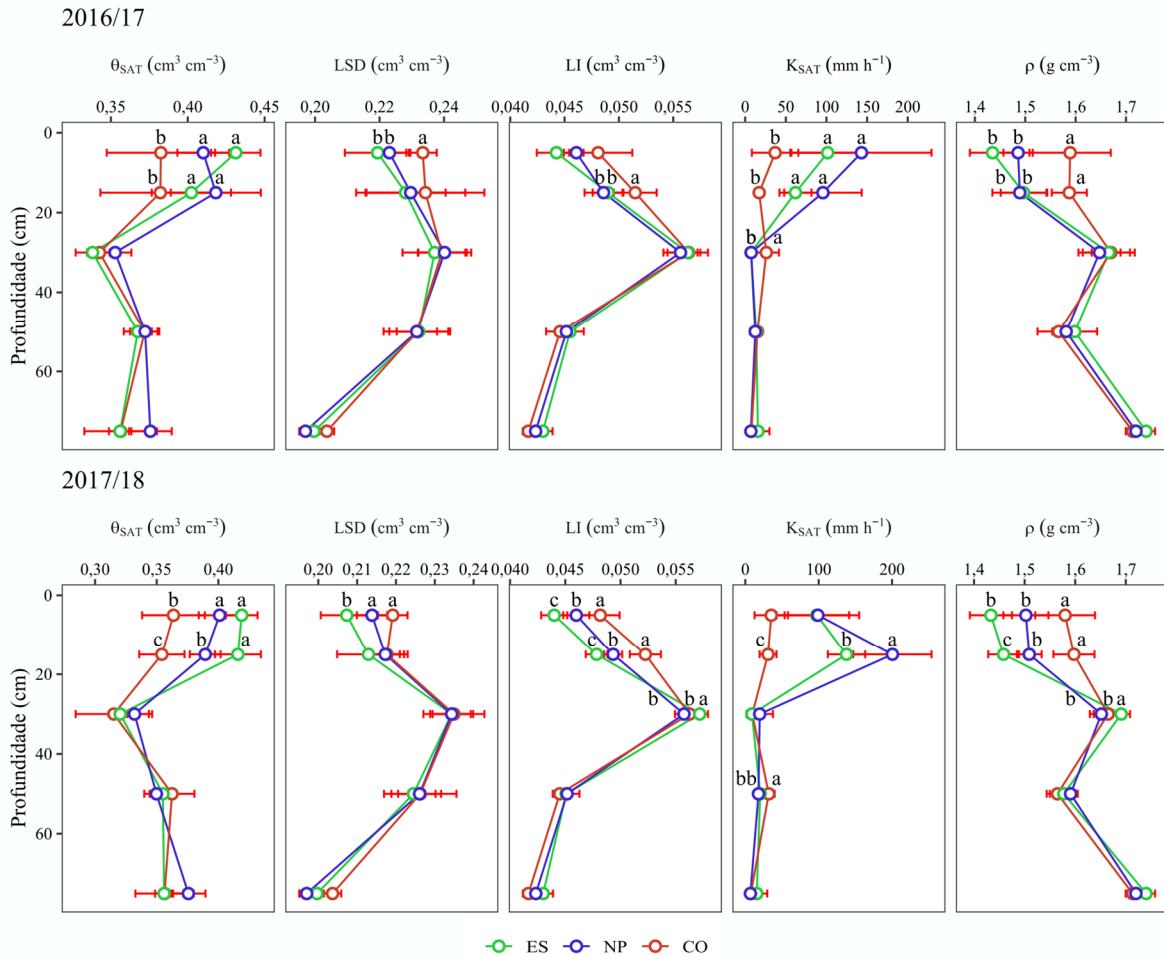 2016/17
θSAT (cm³ cm⁻³) LSD (cm³ cm⁻³) LI (cm³ cm⁻³) KSAT (mm h⁻¹) ρ (g cm⁻³)
0,35 0,40 0,45 0,20 0,22 0,24 0,040 0,045 0,050 0,055 0 50 100 150 200 1,4 1,5 1,6 1,7
0
b a a bb a b a a b b a
b a a bb a b a a b b a
20
b a
40
60
Profundidade (cm)
2017/18
θSAT (cm³ cm⁻³) LSD (cm³ cm⁻³) LI (cm³ cm⁻³) KSAT (mm h⁻¹) ρ (g cm⁻³)
0,30 0,35 0,40 0,20 0,21 0,22 0,23 0,24 0,040 0,045 0,050 0,055 0 100 200 1,4 1,5 1,6 1,7
0
b a a b a a c b a b b a
c b a c b a c b a c b a
20
b b a b b a
40
bb a
60
Profundidade (cm)
ES NP CO